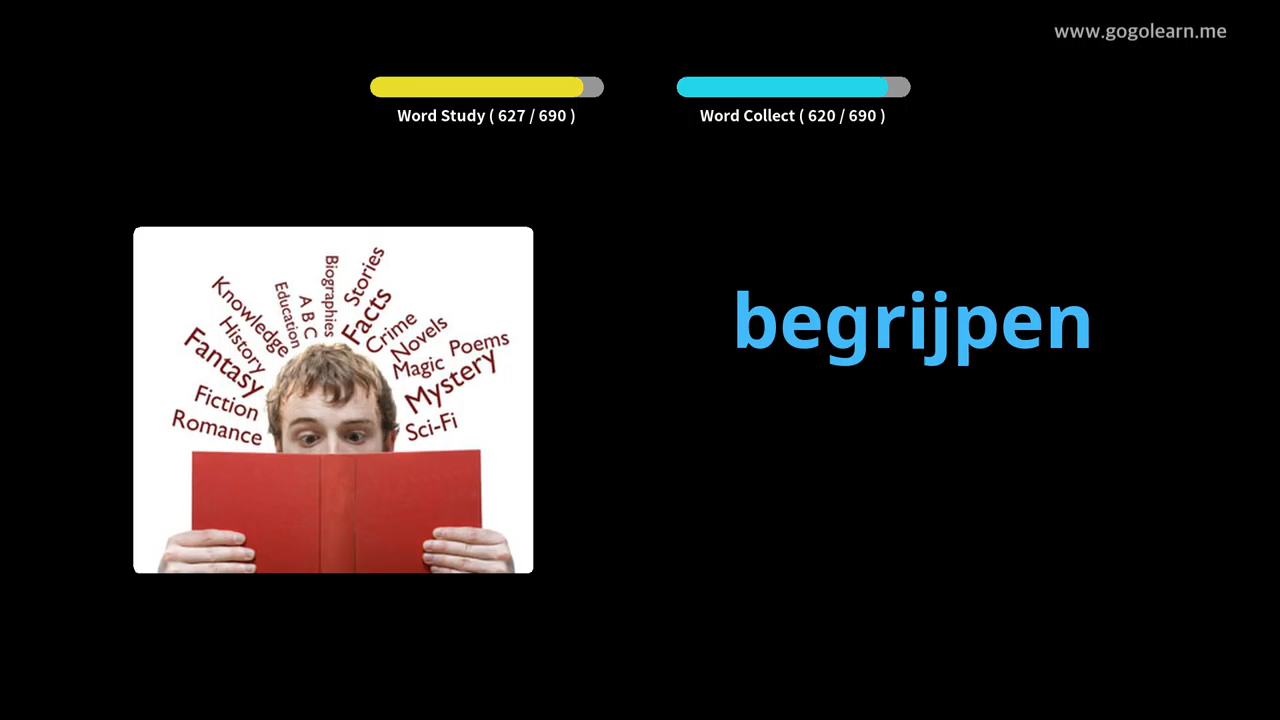 www.gogolearn.me
Word Study ( 627 / 690 )
Word Collect ( 620 / 690 )
begrijpen
Romance
Fiction
Fantasy
History
Knowledge
Education
A B C
Biographies
Stories
Facts
Crime
Novels
Magic
Poems
Mystery
Sci-Fi